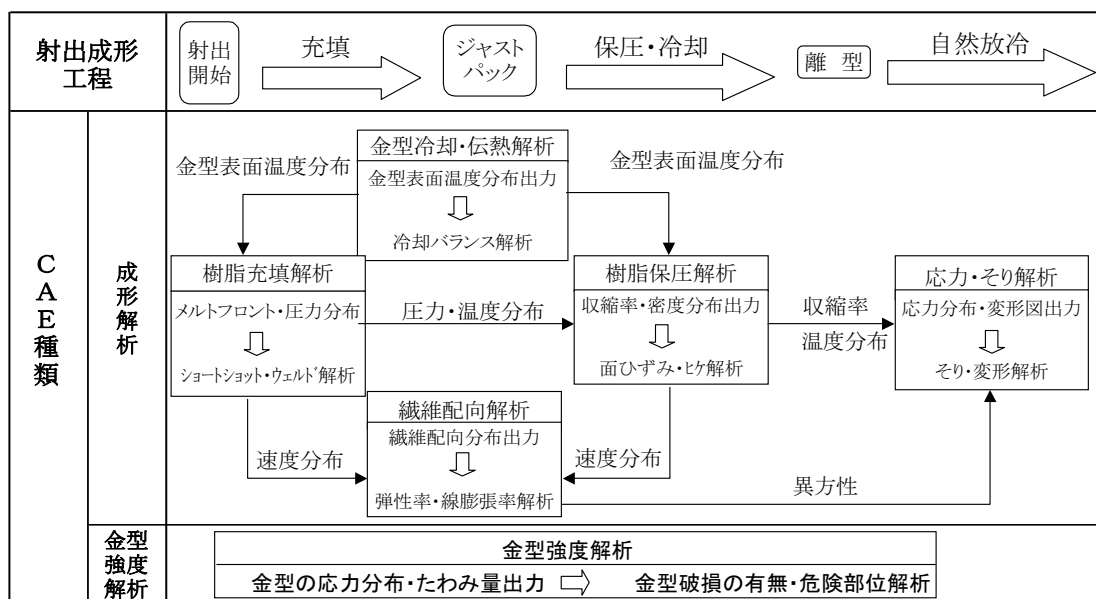 射出成形
工程
射出
開始
充填
ジャスト
パック
保圧・冷却
離 型
自然放冷
CAE種類
成形解析
金型表面温度分布
金型冷却・伝熱解析
金型表面温度分布出力
冷却バランス解析
金型表面温度分布
樹脂充填解析
メルトフロント・圧力分布
ショートショット・ウェルド解析
圧力・温度分布
樹脂保圧解析
収縮率・密度分布出力
面ひずみ・ヒケ解析
収縮率
温度分布
応力・そり解析
応力分布・変形図出力
そり・変形解析
速度分布
繊維配向解析
繊維配向分布出力
弾性率・線膨張率解析
速度分布
異方性
金型
強度
解析
金型強度解析
金型の応力分布・たわみ量出力
金型破損の有無・危険部位解析